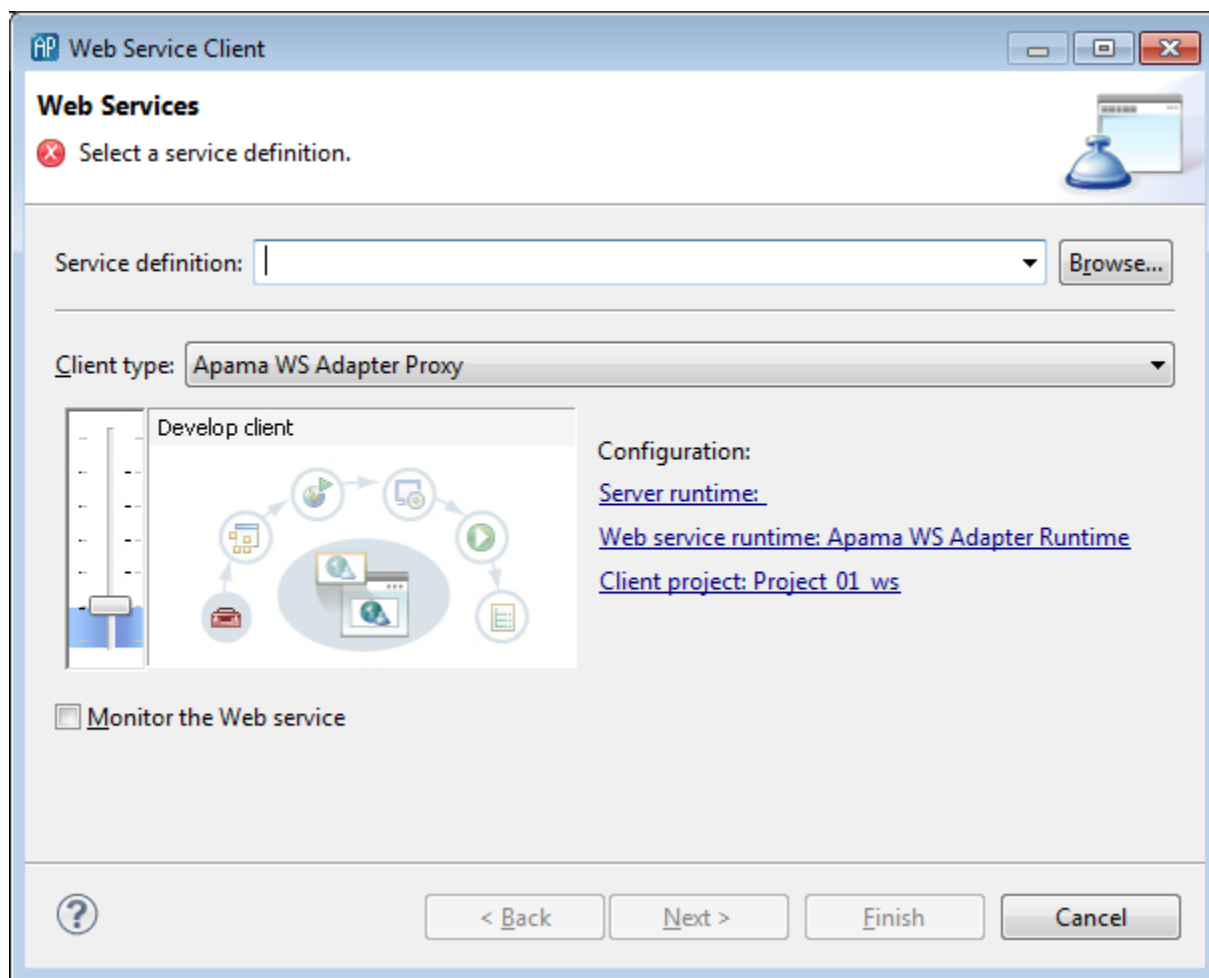 AP Web Service Client
Web Services
Select a service definition.
Service definition: Browse...
Client type: Apama WS Adapter Proxy
Develop client
Configuration:
Server runtime:
Web service runtime: Apama WS Adapter Runtime
Client project: Project_01_ws
Monitor the Web service
? < Back Next > Finish Cancel